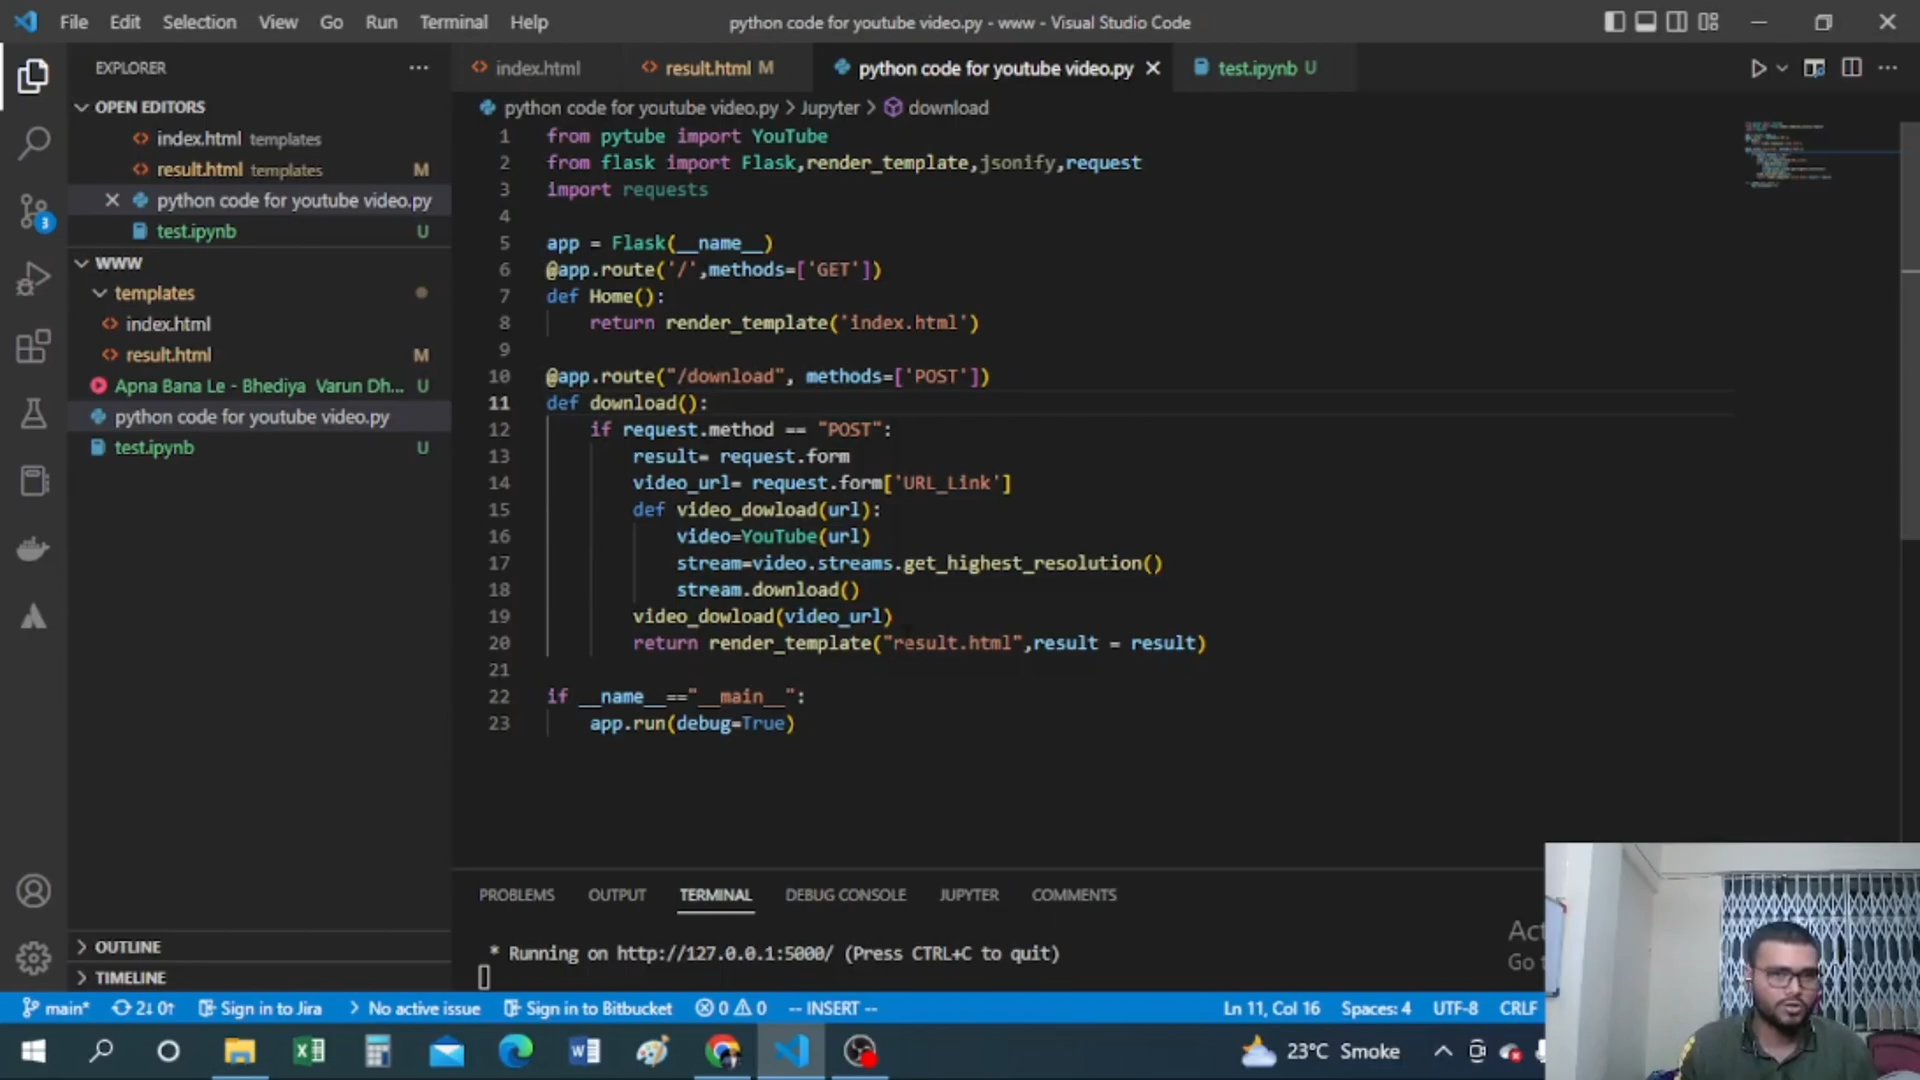 File Edit Selection View Go Run Terminal Help
python code for youtube video.py - www - Visual Studio Code
EXPLORER
OPEN EDITORS
index.html templates
result.html templates M
python code for youtube video.py
test.ipynb U
WWW
templates
index.html
result.html M
Apna Bana Le - Bhediya Varun Dh... U
python code for youtube video.py
test.ipynb U
OUTLINE
TIMELINE
index.html result.html M python code for youtube video.py test.ipynb U
python code for youtube video.py > Jupyter > download
1 from pytube import YouTube
2 from flask import Flask,render_template,jsonify,request
3 import requests
4
5 app = Flask(__name__)
6 @app.route('/',methods=['GET'])
7 def Home():
8 return render_template('index.html')
9
10 @app.route("/download", methods=['POST'])
11 def download():
12 if request.method == "POST":
13 result= request.form
14 video_url= request.form['URL_Link']
15 def video_dowload(url):
16 video=YouTube(url)
17 stream=video.streams.get_highest_resolution()
18 stream.download()
19 video_dowload(video_url)
20 return render_template("result.html",result = result)
21
22 if __name__=="__main__":
23 app.run(debug=True)
PROBLEMS OUTPUT TERMINAL DEBUG CONSOLE JUPYTER COMMENTS
* Running on http://127.0.0.1:5000/ (Press CTRL+C to quit)
3
main* 2↓ 0↑ Sign in to Jira No active issue Sign in to Bitbucket 0 0 -- INSERT -- Ln 11, Col 16 Spaces: 4 UTF-8 CRLF
23°C Smoke